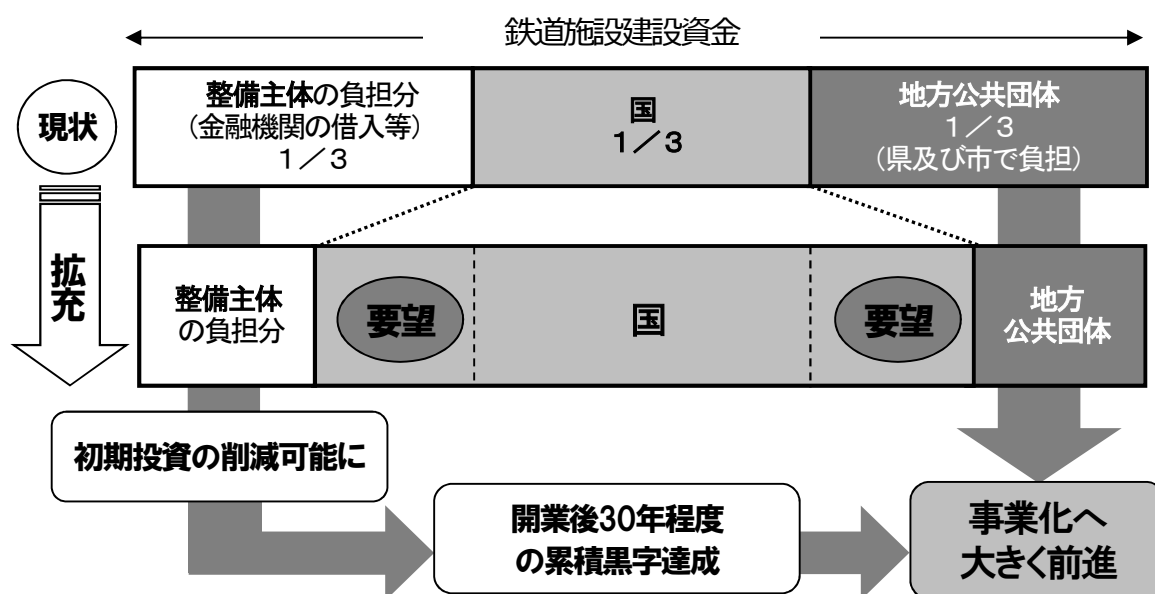 鉄道施設建設資金
現状
整備主体の負担分
（金融機関の借入等）
１／３
国
１／３
地方公共団体
１／３
（県及び市で負担）
拡充
整備主体
の負担分
要望
国
要望
地方
公共団体
初期投資の削減可能に
開業後30年程度
の累積黒字達成
事業化へ
大きく前進